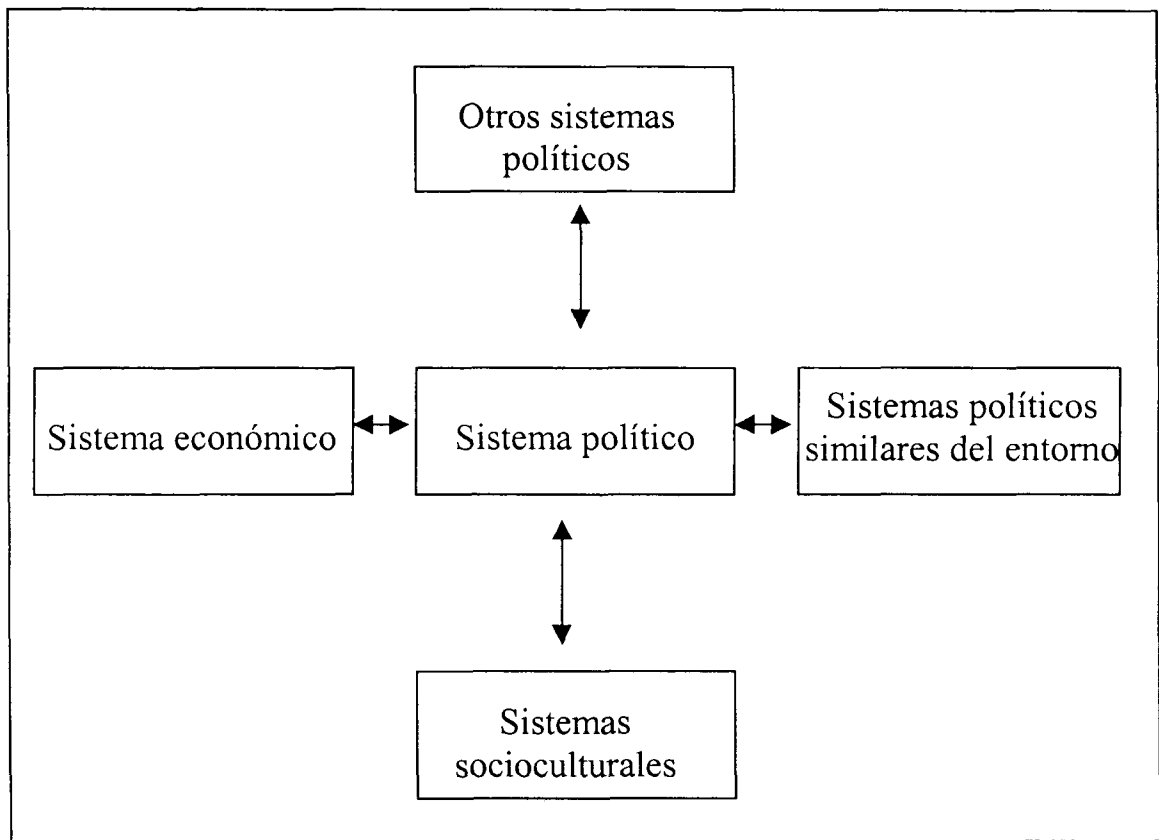 Otros sistemas
políticos
Sistema económico
Sistema político
Sistemas políticos
similares del entorno
Sistemas
socioculturales